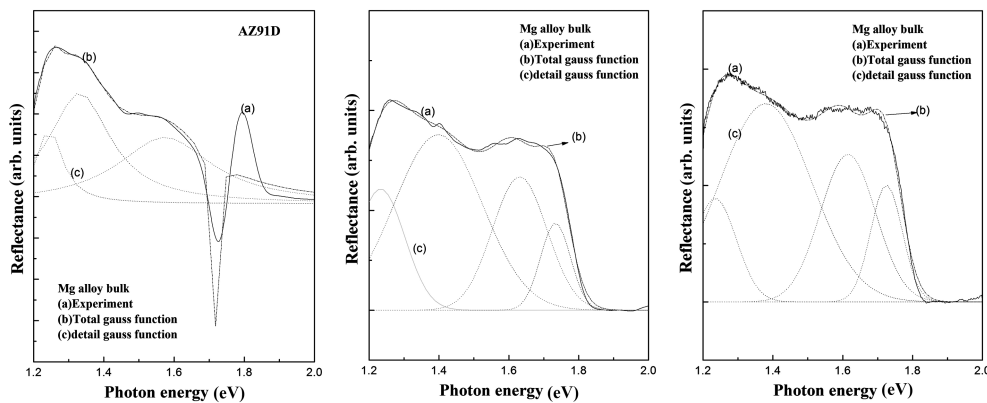 AZ91D
(b)
(a)
(c)
Mg alloy bulk
(a)Experiment
(b)Total gauss function
(c)detail gauss function
Reflectance (arb. units)
1.2 1.4 1.6 1.8 2.0
Photon energy (eV)
Mg alloy bulk
(a)Experiment
(b)Total gauss function
(c)detail gauss function
(a)
(b)
(c)
Reflectance (arb. units)
1.2 1.4 1.6 1.8 2.0
Photon energy (eV)
Mg alloy bulk
(a)Experiment
(b)Total gauss function
(c)detail gauss function
(a)
(b)
(c)
Reflectance (arb. units)
1.2 1.4 1.6 1.8 2.0
Photon energy (eV)